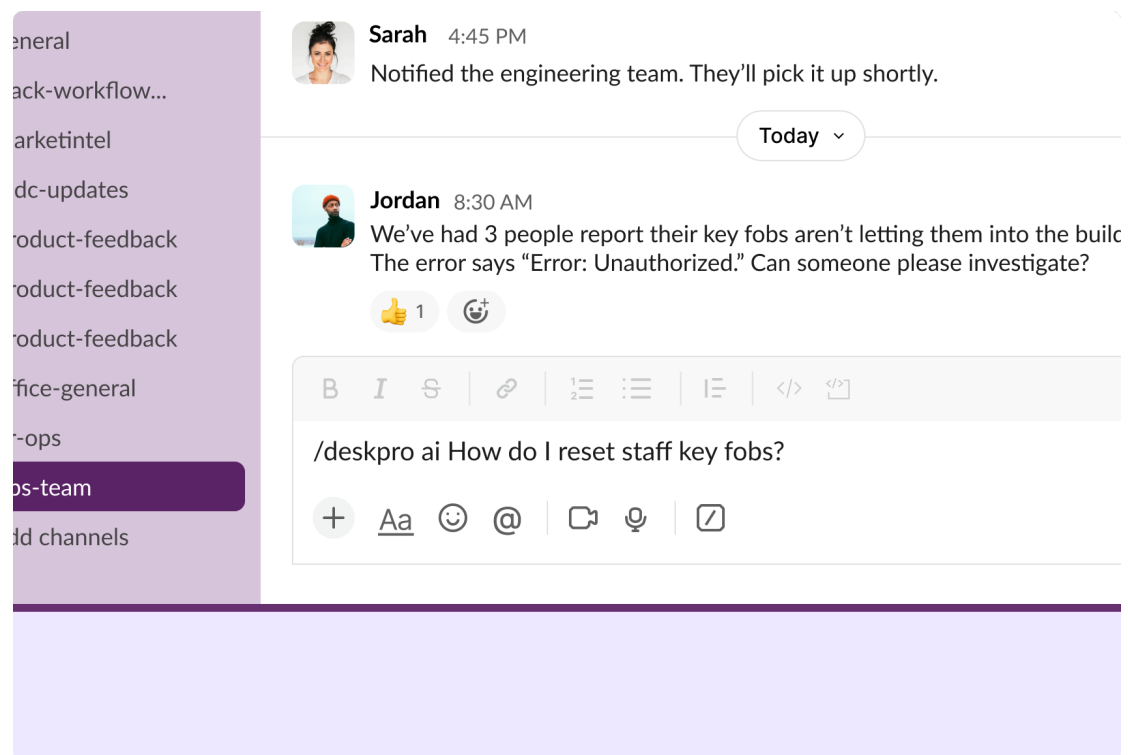 eneral
ack-workflow...
arketintel
dc-updates
roduct-feedback
roduct-feedback
roduct-feedback
ffice-general
r-ops
ps-team
dd channels
Sarah 4:45 PM
Notified the engineering team. They’ll pick it up shortly.
Today
Jordan 8:30 AM
We’ve had 3 people report their key fobs aren’t letting them into the build
The error says “Error: Unauthorized.” Can someone please investigate?
👍 1
/deskpro ai How do I reset staff key fobs?
Aa